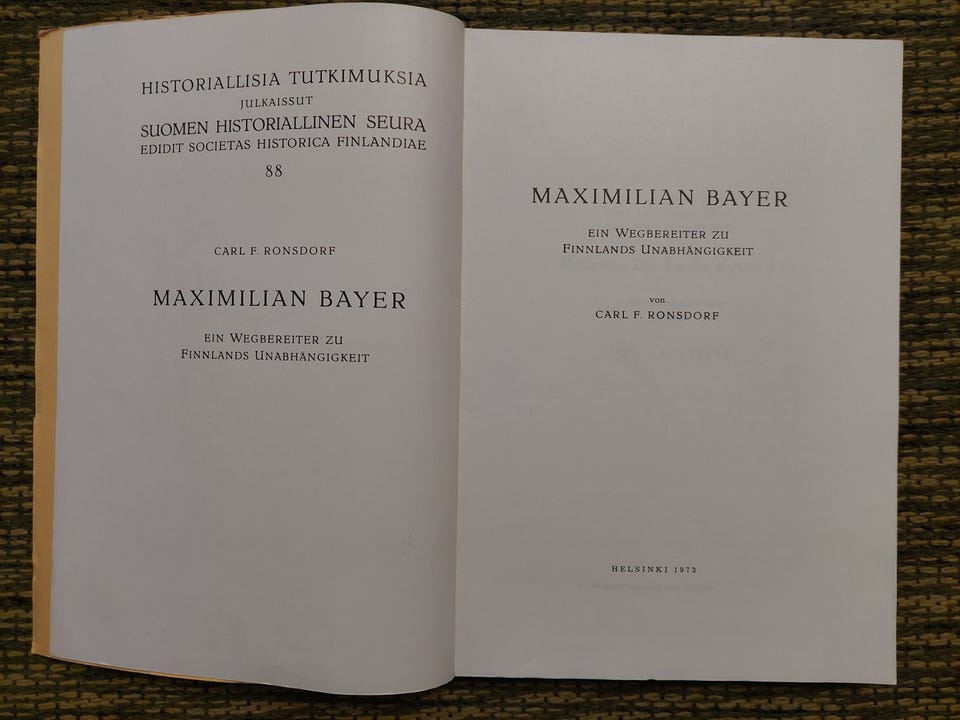 HISTORIALLISIA TUTKIMUKSIA
JULKAISSUT
SUOMEN HISTORIALLINEN SEURA
EDIDIT SOCIETAS HISTORICA FINLANDIAE
88
CARL F. RONSDORF
MAXIMILIAN BAYER
EIN WEGBEREITER ZU
FINNLANDS UNABHÄNGIGKEIT
MAXIMILIAN BAYER
EIN WEGBEREITER ZU
FINNLANDS UNABHÄNGIGKEIT
von
CARL F. RONSDORF
HELSINKI 1973